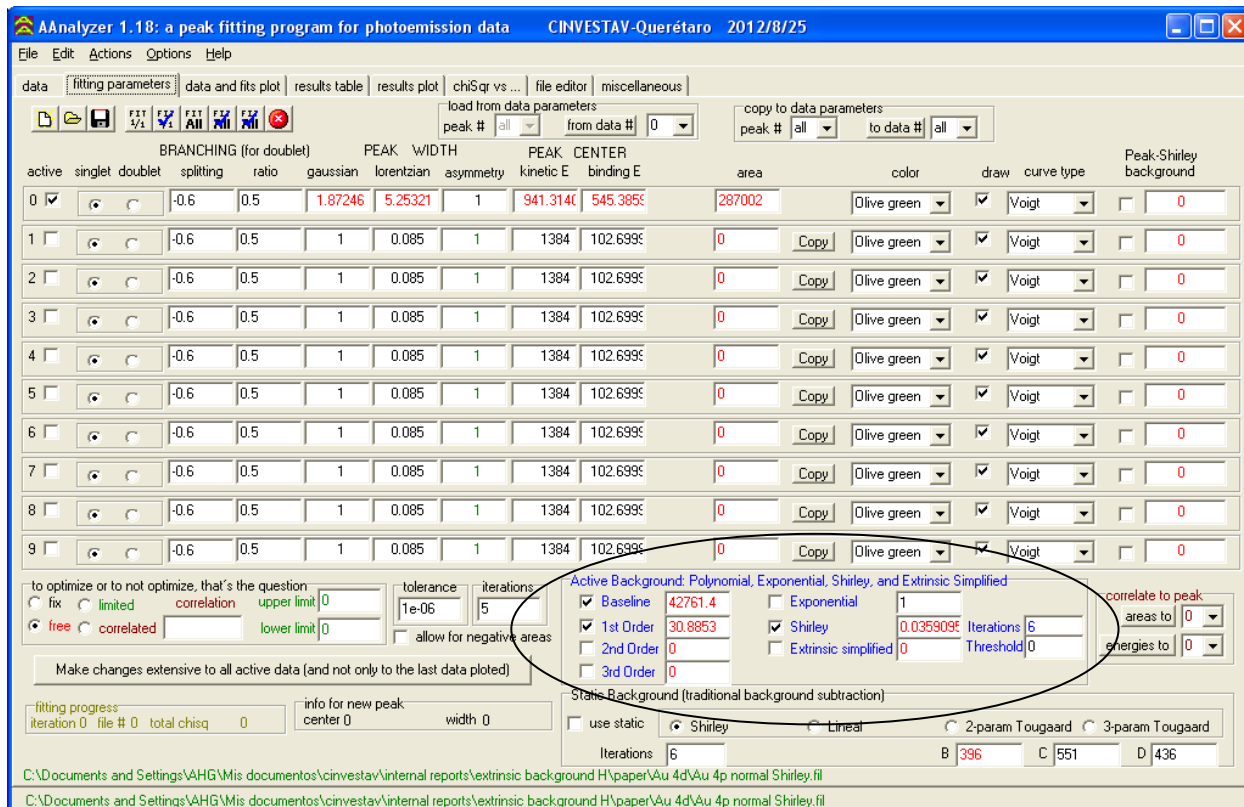 AAnalyzer 1.18: a peak fitting program for photoemission data CINVESTAV-Querétaro 2012/8/25
File Edit Actions Options Help
data fitting parameters data and fits plot results table results plot chiSqr vs ... file editor miscellaneous
load from data parameters copy to data parameters
FIT 1/1 FIT All peak # all from data # 0 peak # all to data # all
BRANCHING (for doublet) PEAK WIDTH PEAK CENTER Peak-Shirley
active singlet doublet splitting ratio gaussian lorentzian asymmetry kinetic E binding E area color draw curve type background
0 -0.6 0.5 1.87246 5.25321 1 941.314 545.385 287002 Olive green Voigt 0
1 -0.6 0.5 1 0.085 1 1384 102.699 0 Copy Olive green Voigt 0
2 -0.6 0.5 1 0.085 1 1384 102.699 0 Copy Olive green Voigt 0
3 -0.6 0.5 1 0.085 1 1384 102.699 0 Copy Olive green Voigt 0
4 -0.6 0.5 1 0.085 1 1384 102.699 0 Copy Olive green Voigt 0
5 -0.6 0.5 1 0.085 1 1384 102.699 0 Copy Olive green Voigt 0
6 -0.6 0.5 1 0.085 1 1384 102.699 0 Copy Olive green Voigt 0
7 -0.6 0.5 1 0.085 1 1384 102.699 0 Copy Olive green Voigt 0
8 -0.6 0.5 1 0.085 1 1384 102.699 0 Copy Olive green Voigt 0
9 -0.6 0.5 1 0.085 1 1384 102.699 0 Copy Olive green Voigt 0
to optimize or to not optimize, that's the question tolerance iterations Active Background: Polynomial, Exponential, Shirley, and Extrinsic Simplified
fix limited correlation upper limit 0 1e-06 5 Baseline 42761.4 Exponential 1 correlate to peak
free correlated lower limit 0 allow for negative areas 1st Order 30.8853 Shirley 0.035909 Iterations 6 areas to 0
2nd Order 0 Extrinsic simplified 0 Threshold 0 energies to 0
Make changes extensive to all active data (and not only to the last data ploted) 3rd Order 0
Static Background (traditional background subtraction)
fitting progress info for new peak
iteration 0 file # 0 total chisq 0 center 0 width 0 use static Shirley Lineal 2-param Tougaard 3-param Tougaard
Iterations 6 B 396 C 551 D 436
C:\Documents and Settings\AHG\Mis documentos\cinvestav\internal reports\extrinsic background H\paper\Au 4d\Au 4p normal Shirley.fil
C:\Documents and Settings\AHG\Mis documentos\cinvestav\internal reports\extrinsic background H\paper\Au 4d\Au 4p normal Shirley.fil